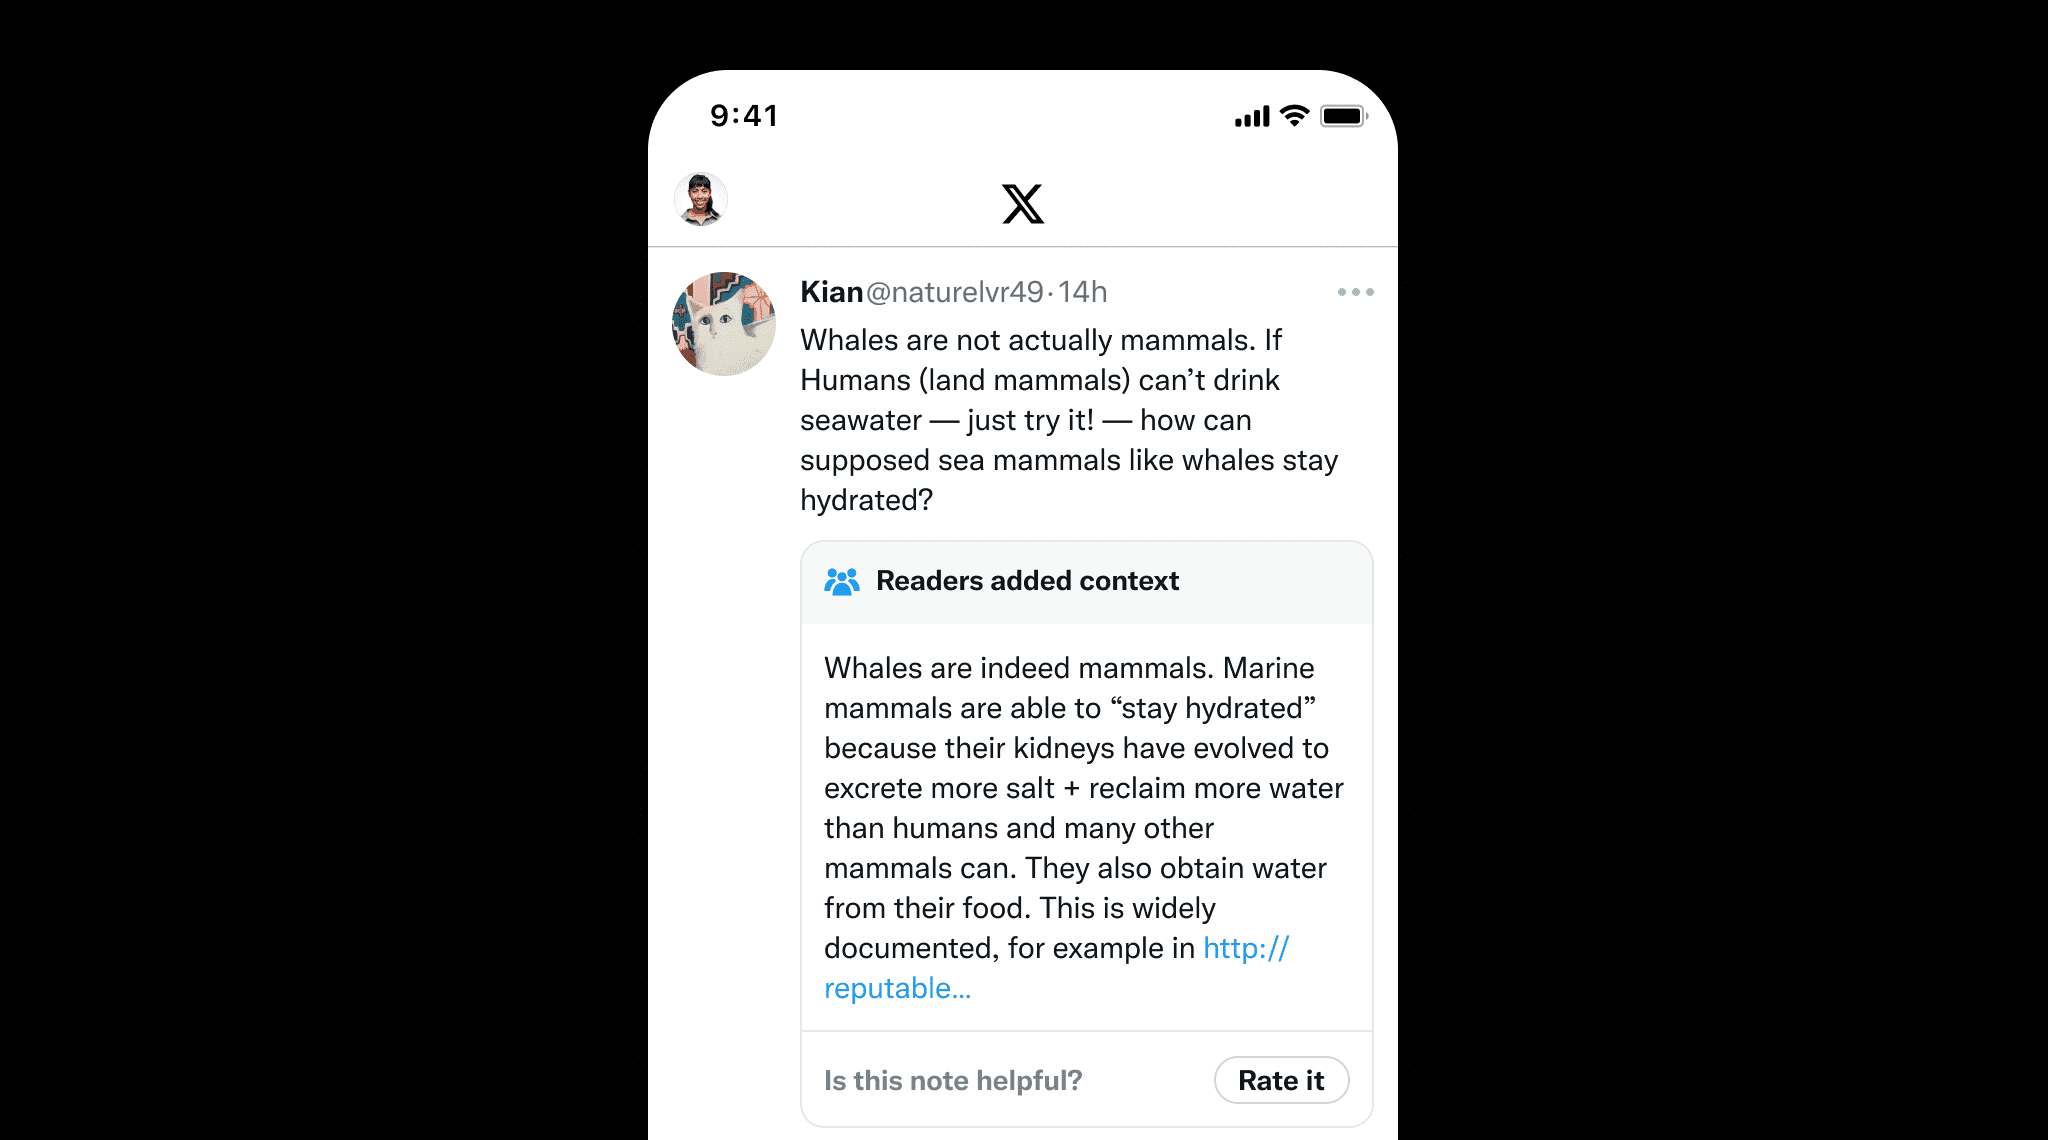 9:41
X
Kian@naturelvr49·14h
Whales are not actually mammals. If
Humans (land mammals) can’t drink
seawater — just try it! — how can
supposed sea mammals like whales stay
hydrated?
Readers added context
Whales are indeed mammals. Marine
mammals are able to “stay hydrated”
because their kidneys have evolved to
excrete more salt + reclaim more water
than humans and many other
mammals can. They also obtain water
from their food. This is widely
documented, for example in http://
reputable…
Is this note helpful?
Rate it